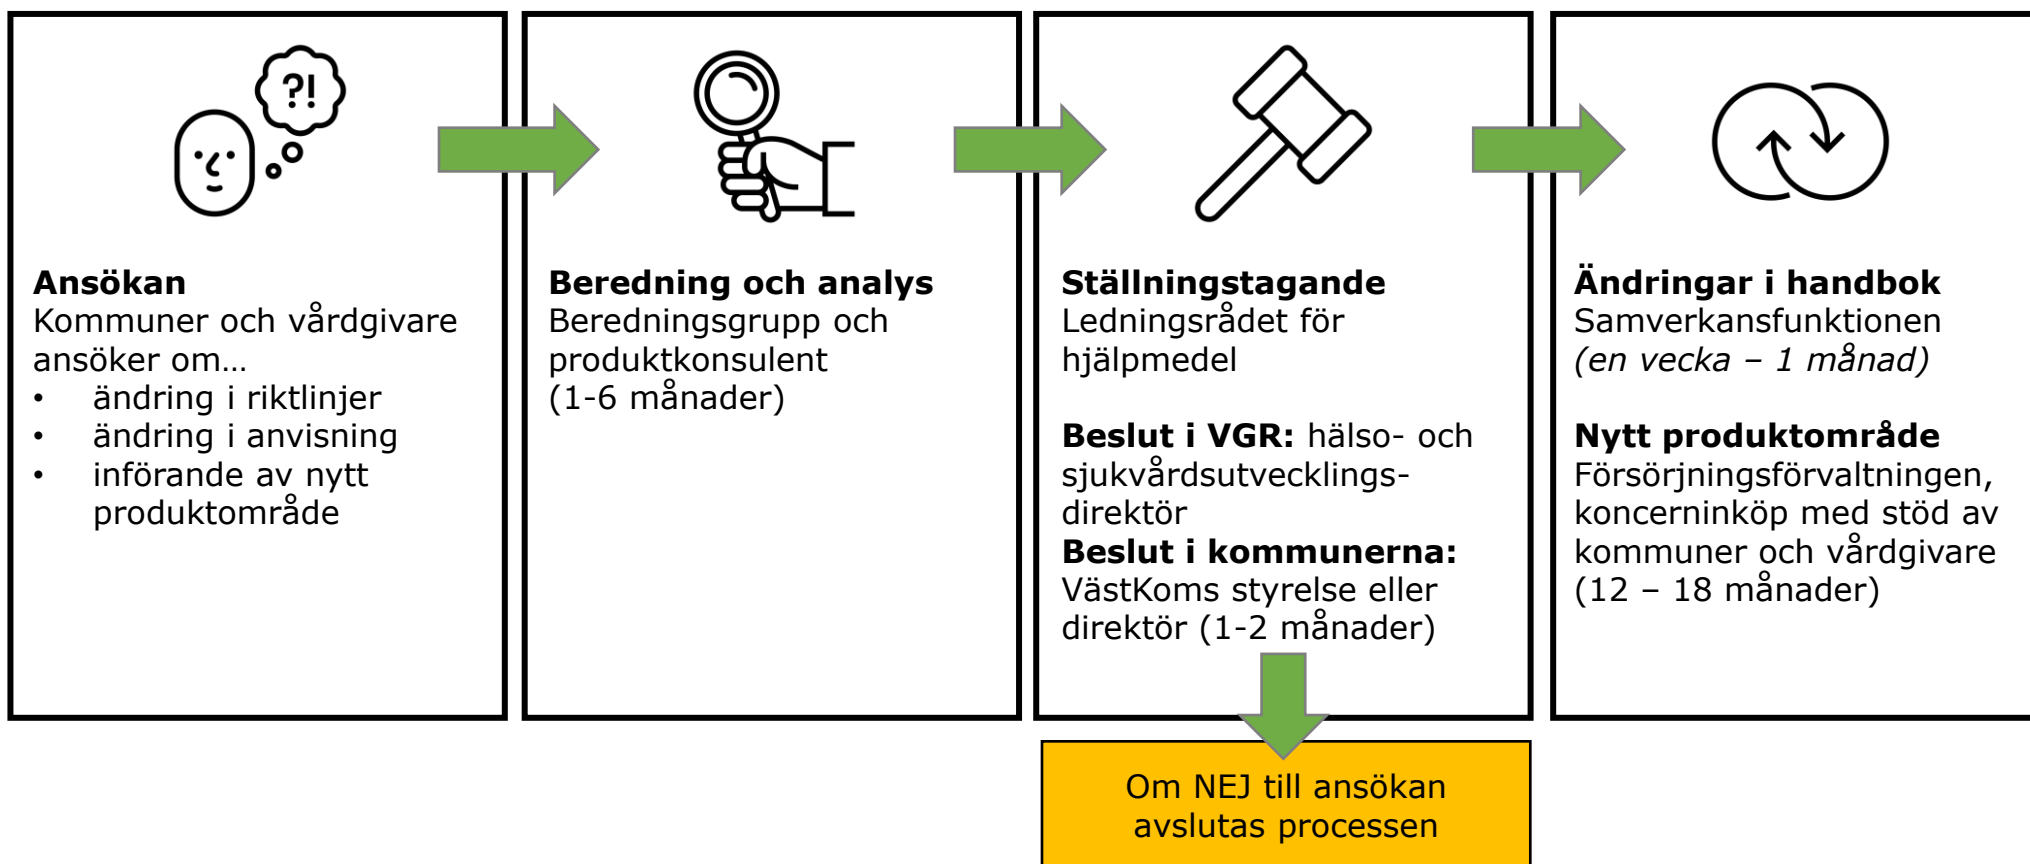 ?!
Ansökan
Kommuner och vårdgivare
ansöker om…
• ändring i riktlinjer
• ändring i anvisning
• införande av nytt
produktområde
Beredning och analys
Beredningsgrupp och
produktkonsulent
(1-6 månader)
Ställningstagande
Ledningsrådet för
hjälpmedel
Beslut i VGR: hälso- och
sjukvårdsutvecklings-
direktör
Beslut i kommunerna:
VästKoms styrelse eller
direktör (1-2 månader)
Ändringar i handbok
Samverkansfunktionen
(en vecka – 1 månad)
Nytt produktområde
Försörjningsförvaltningen,
koncerninköp med stöd av
kommuner och vårdgivare
(12 – 18 månader)
Om NEJ till ansökan
avslutas processen